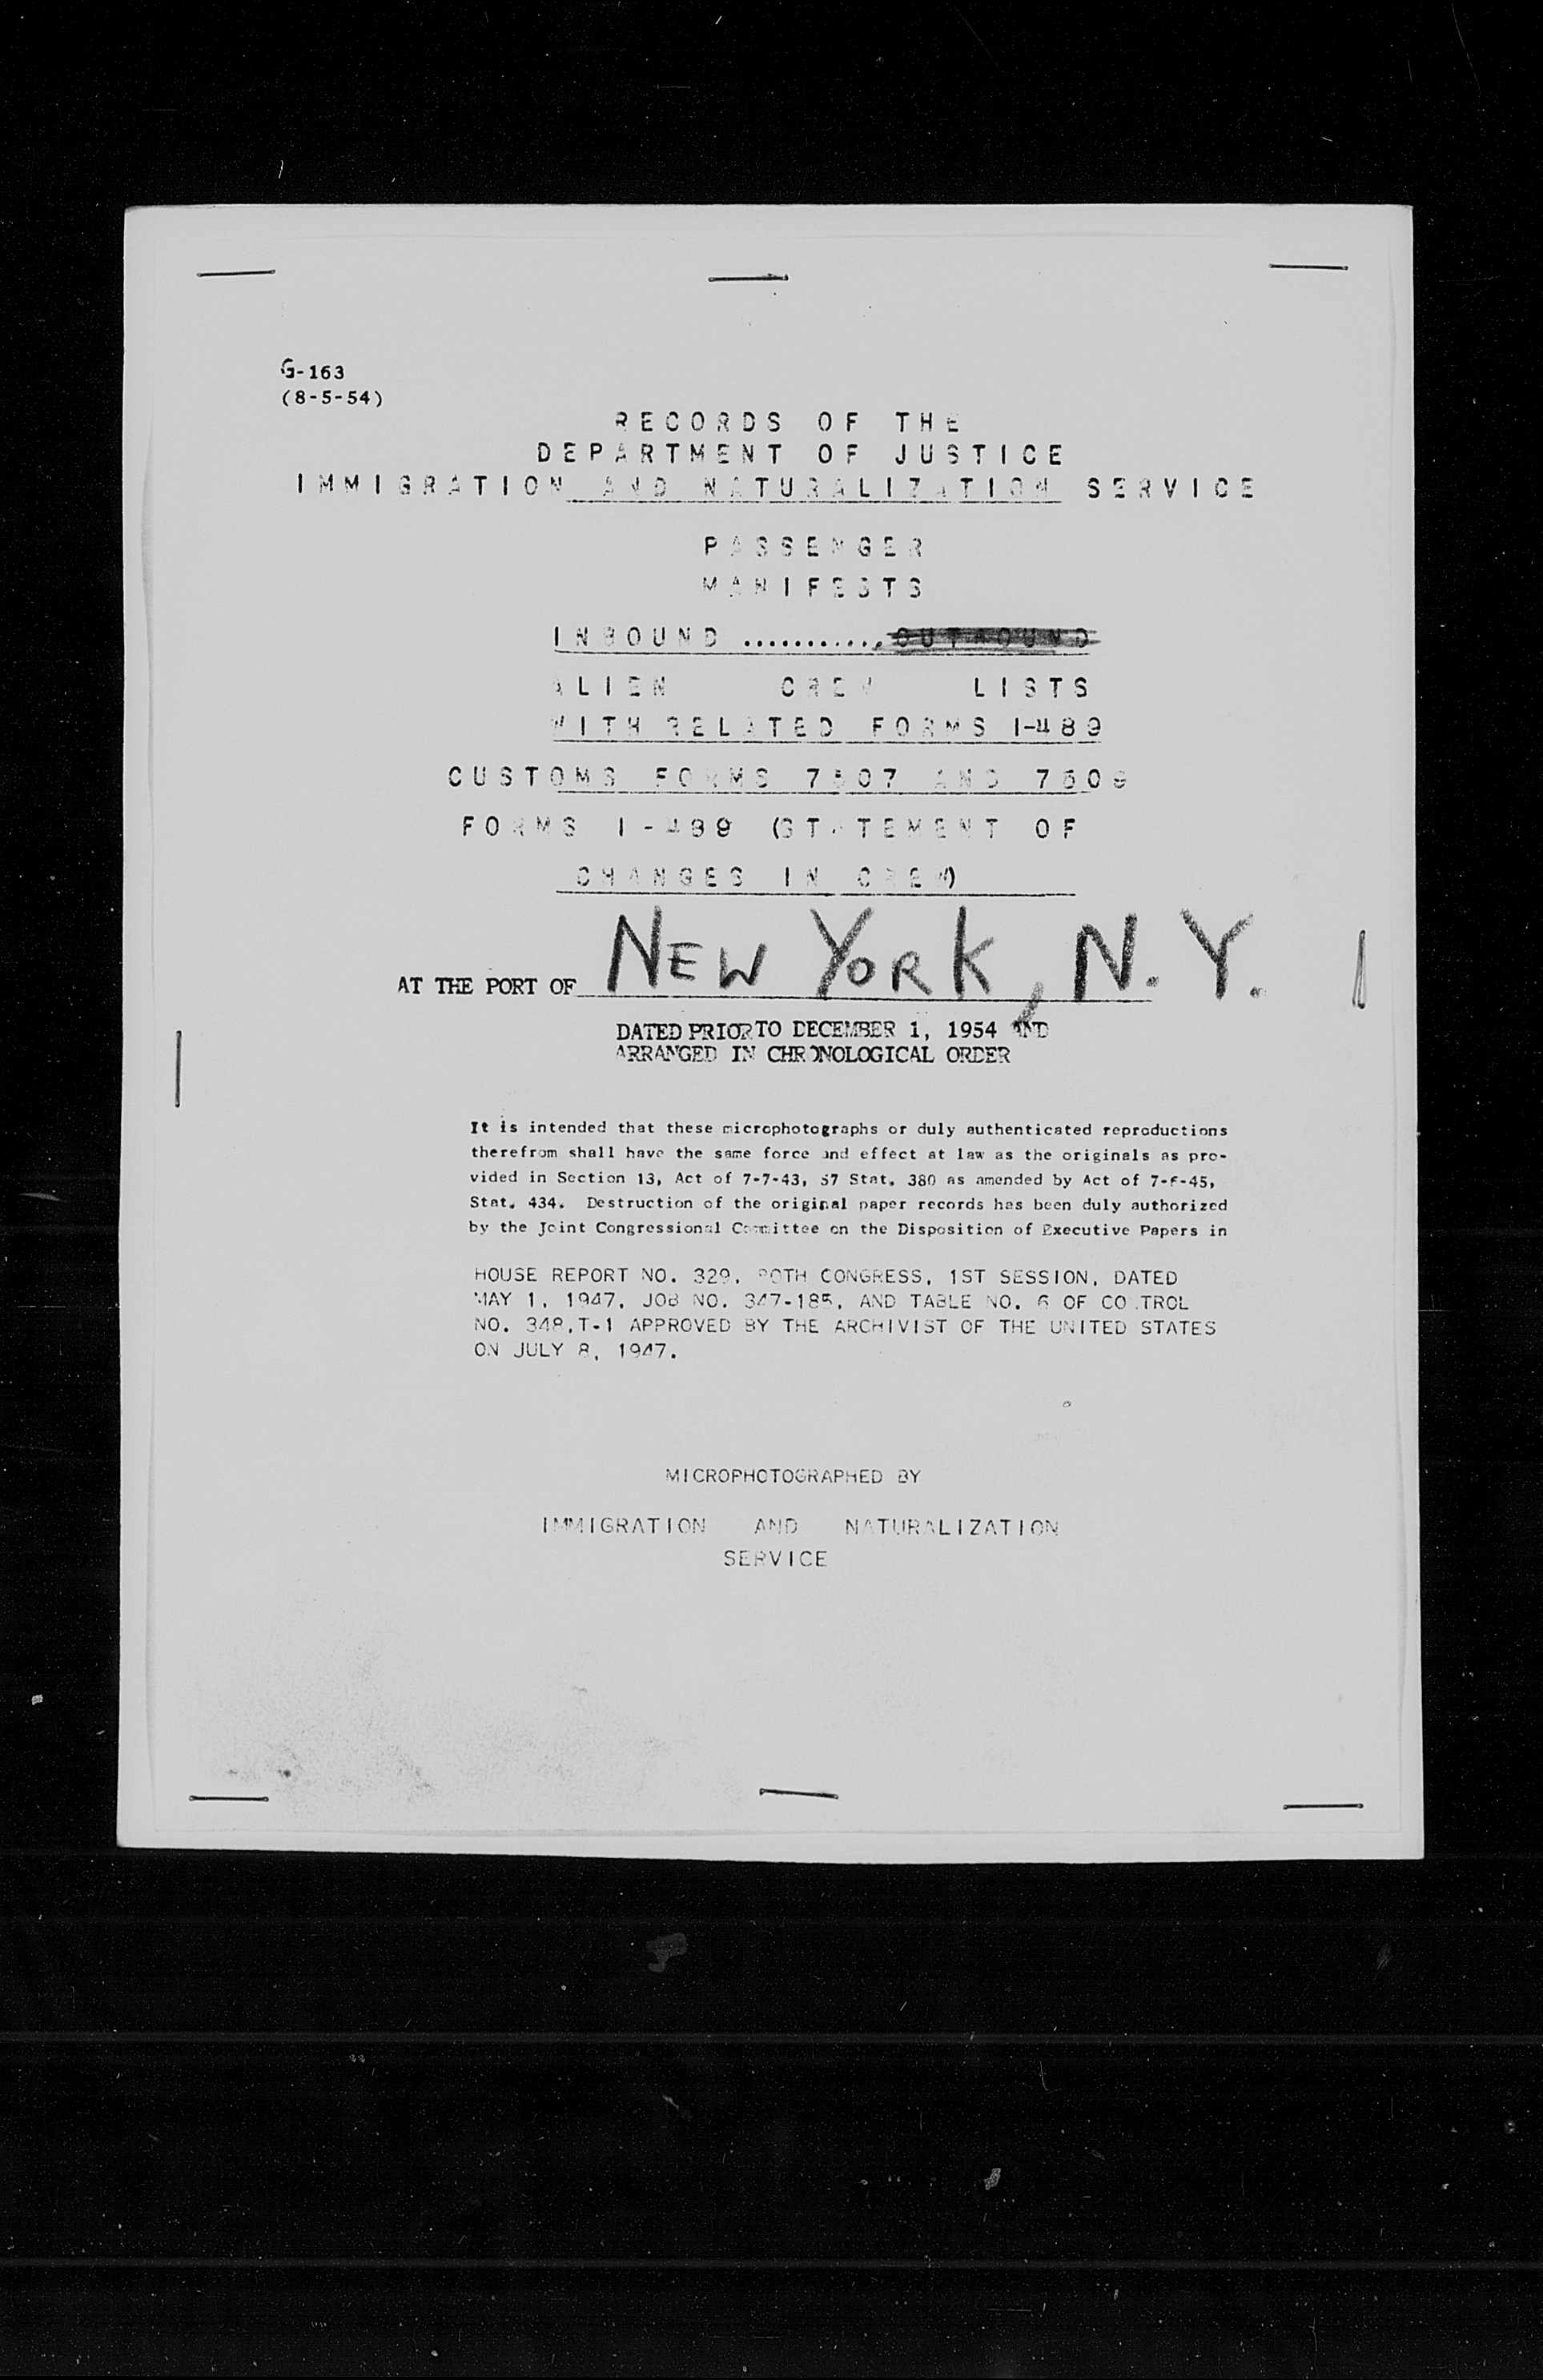 G-163
(8-5-54)
RECORDS OF THE
DEPARTMENT OF JUSTICE
IMMIGRATION AND NATURALIZATION SERVICE
PASSENGER
MANIFESTS
INBOUND ........... OUTBOUND
ALIEN CREW LISTS
WITH RELATED FORMS I-489
CUSTOMS FORMS 7507 AND 7509
FORMS I-489 (STATEMENT OF
CHANGES IN CREW)
AT THE PORT OF NEW YORK, N.Y.
DATED PRIOR TO DECEMBER 1, 1954 AND
ARRANGED IN CHRONOLOGICAL ORDER
It is intended that these microphotographs or duly authenticated reproductions
therefrom shall have the same force and effect at law as the originals as pro-
vided in Section 13, Act of 7-7-43, 57 Stat. 380 as amended by Act of 7-6-45,
Stat. 434. Destruction of the original paper records has been duly authorized
by the Joint Congressional Committee on the Disposition of Executive Papers in
HOUSE REPORT NO. 329, 80TH CONGRESS, 1ST SESSION, DATED
MAY 1, 1947, JOB NO. 347-185, AND TABLE NO. 6 OF CO TROL
NO. 348,T-1 APPROVED BY THE ARCHIVIST OF THE UNITED STATES
ON JULY 8, 1947.
MICROPHOTOGRAPHED BY
IMMIGRATION AND NATURALIZATION
SERVICE